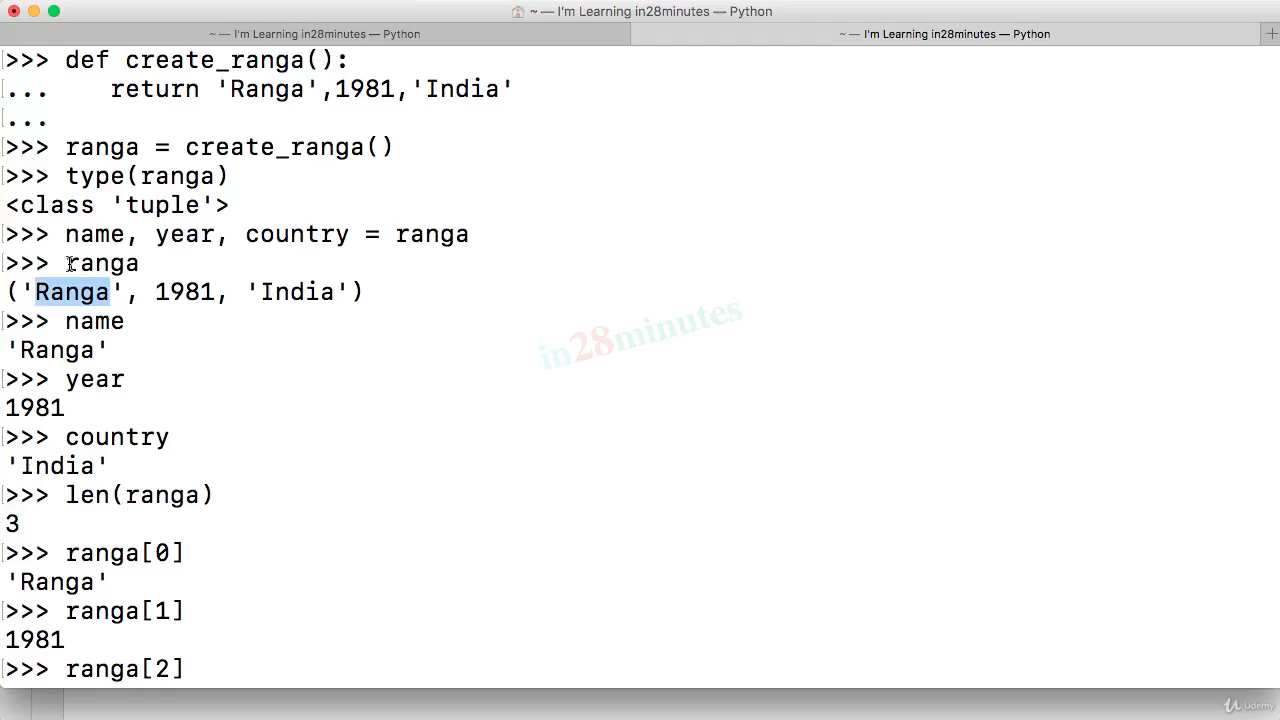 ~ — I'm Learning in28minutes — Python
~ — I'm Learning in28minutes — Python
~ — I'm Learning in28minutes — Python
>>> def create_ranga():
...    return 'Ranga',1981,'India'
...
>>> ranga = create_ranga()
>>> type(ranga)
<class 'tuple'>
>>> name, year, country = ranga
>>> ranga
('Ranga', 1981, 'India')
>>> name
'Ranga'
>>> year
1981
>>> country
'India'
>>> len(ranga)
3
>>> ranga[0]
'Ranga'
>>> ranga[1]
1981
>>> ranga[2]
in28minutes
Udemy